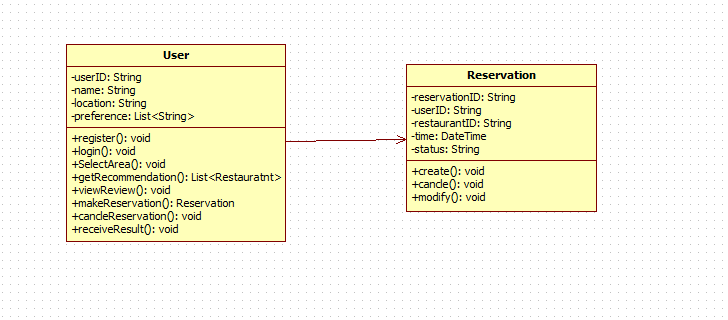 User
-userID: String
-name: String
-location: String
-preference: List<String>
+register(): void
+login(): void
+SelectArea(): void
+getRecommendation(): List<Restauratnt>
+viewReview(): void
+makeReservation(): Reservation
+cancleReservation(): void
+receiveResult(): void
Reservation
-reservationID: String
-userID: String
-restaurantID: String
-time: DateTime
-status: String
+create(): void
+cancle(): void
+modify(): void